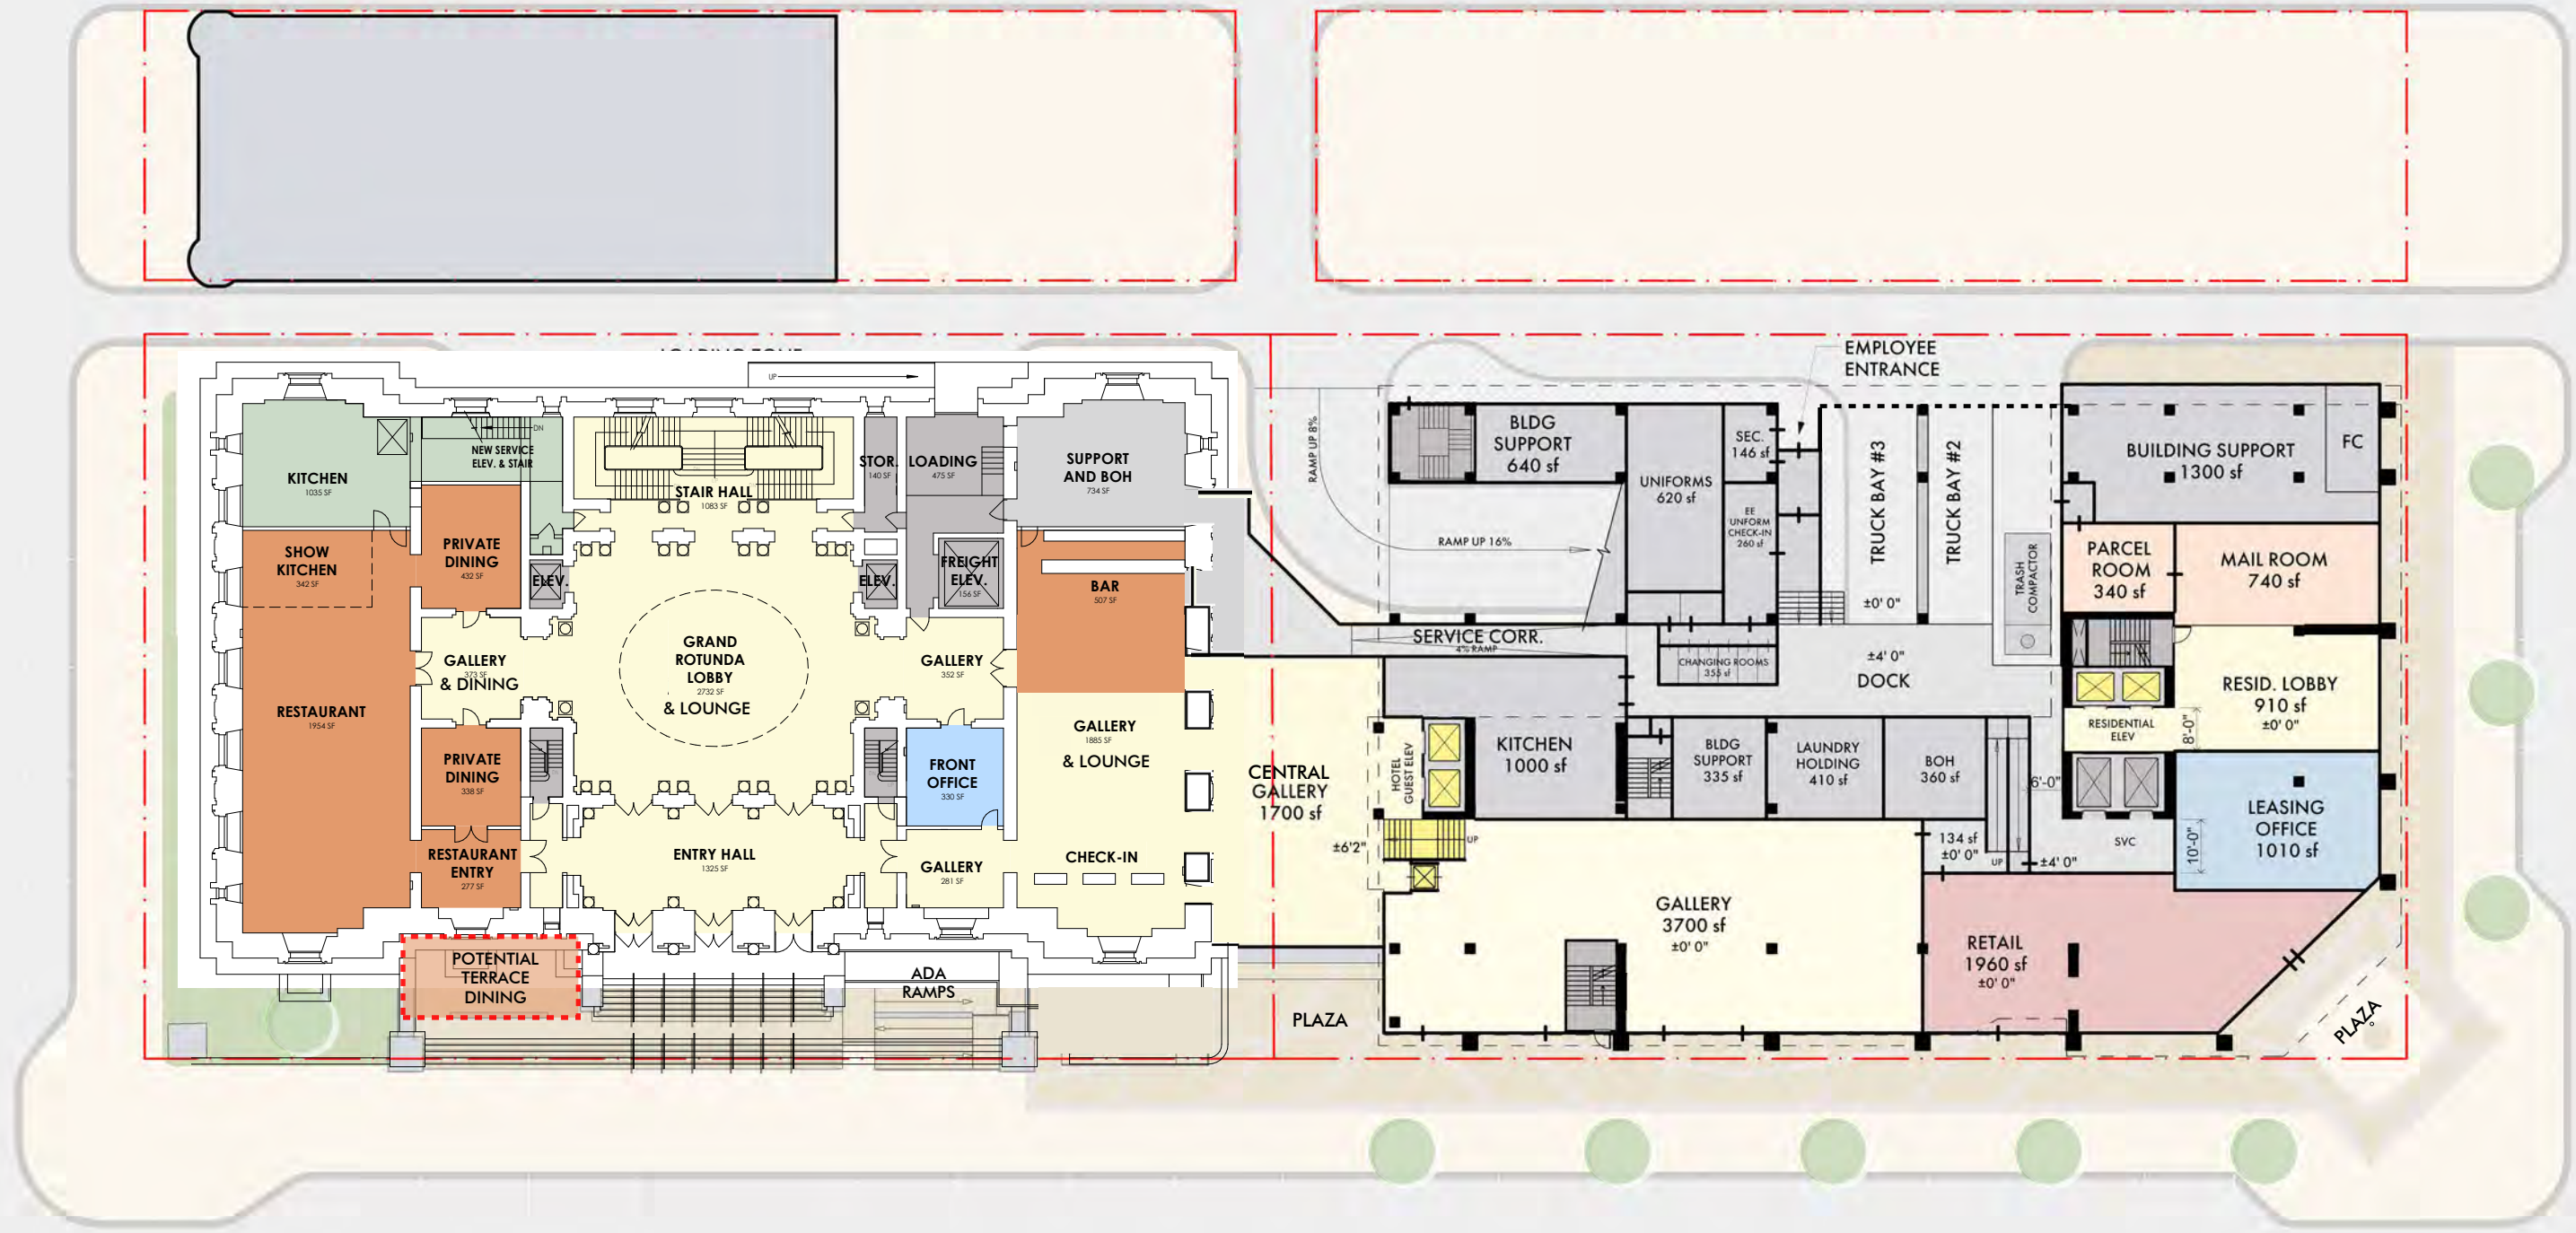 UP
DN
KITCHEN
1035 SF
NEW SERVICE
ELEV. & STAIR
STAIR HALL
1083 SF
STOR.
140 SF
LOADING
475 SF
SUPPORT
AND BOH
734 SF
SHOW
KITCHEN
342 SF
PRIVATE
DINING
432 SF
ELEV.
ELEV.
FREIGHT
ELEV.
156 SF
BAR
507 SF
GRAND
ROTUNDA
LOBBY
2732 SF
& LOUNGE
GALLERY
373 SF
& DINING
GALLERY
352 SF
RESTAURANT
1954 SF
GALLERY
1885 SF
& LOUNGE
PRIVATE
DINING
338 SF
FRONT
OFFICE
330 SF
RESTAURANT
ENTRY
277 SF
ENTRY HALL
1325 SF
GALLERY
281 SF
CHECK-IN
POTENTIAL
TERRACE
DINING
ADA
RAMPS
CENTRAL
GALLERY
1700 sf
PLAZA
RAMP UP 8%
RAMP UP 16%
BLDG
SUPPORT
640 sf
UNIFORMS
620 sf
SEC.
146 sf
EE
UNFORM
CHECK-IN
260 sf
EMPLOYEE
ENTRANCE
TRUCK BAY #3
TRUCK BAY #2
±0' 0"
TRASH
COMPACTOR
BUILDING SUPPORT
1300 sf
FC
PARCEL
ROOM
340 sf
MAIL ROOM
740 sf
SERVICE CORR.
4% RAMP
CHANGING ROOMS
355 sf
±4' 0"
DOCK
RESID. LOBBY
910 sf
±0' 0"
RESIDENTIAL
ELEV
8'-0"
HOTEL
GUEST ELEV
KITCHEN
1000 sf
BLDG
SUPPORT
335 sf
LAUNDRY
HOLDING
410 sf
BOH
360 sf
6'-0"
LEASING
OFFICE
1010 sf
10'-0"
SVC
UP
±6'2"
134 sf
±0' 0"
UP
±4' 0"
GALLERY
3700 sf
±0' 0"
RETAIL
1960 sf
±0' 0"
PLAZA